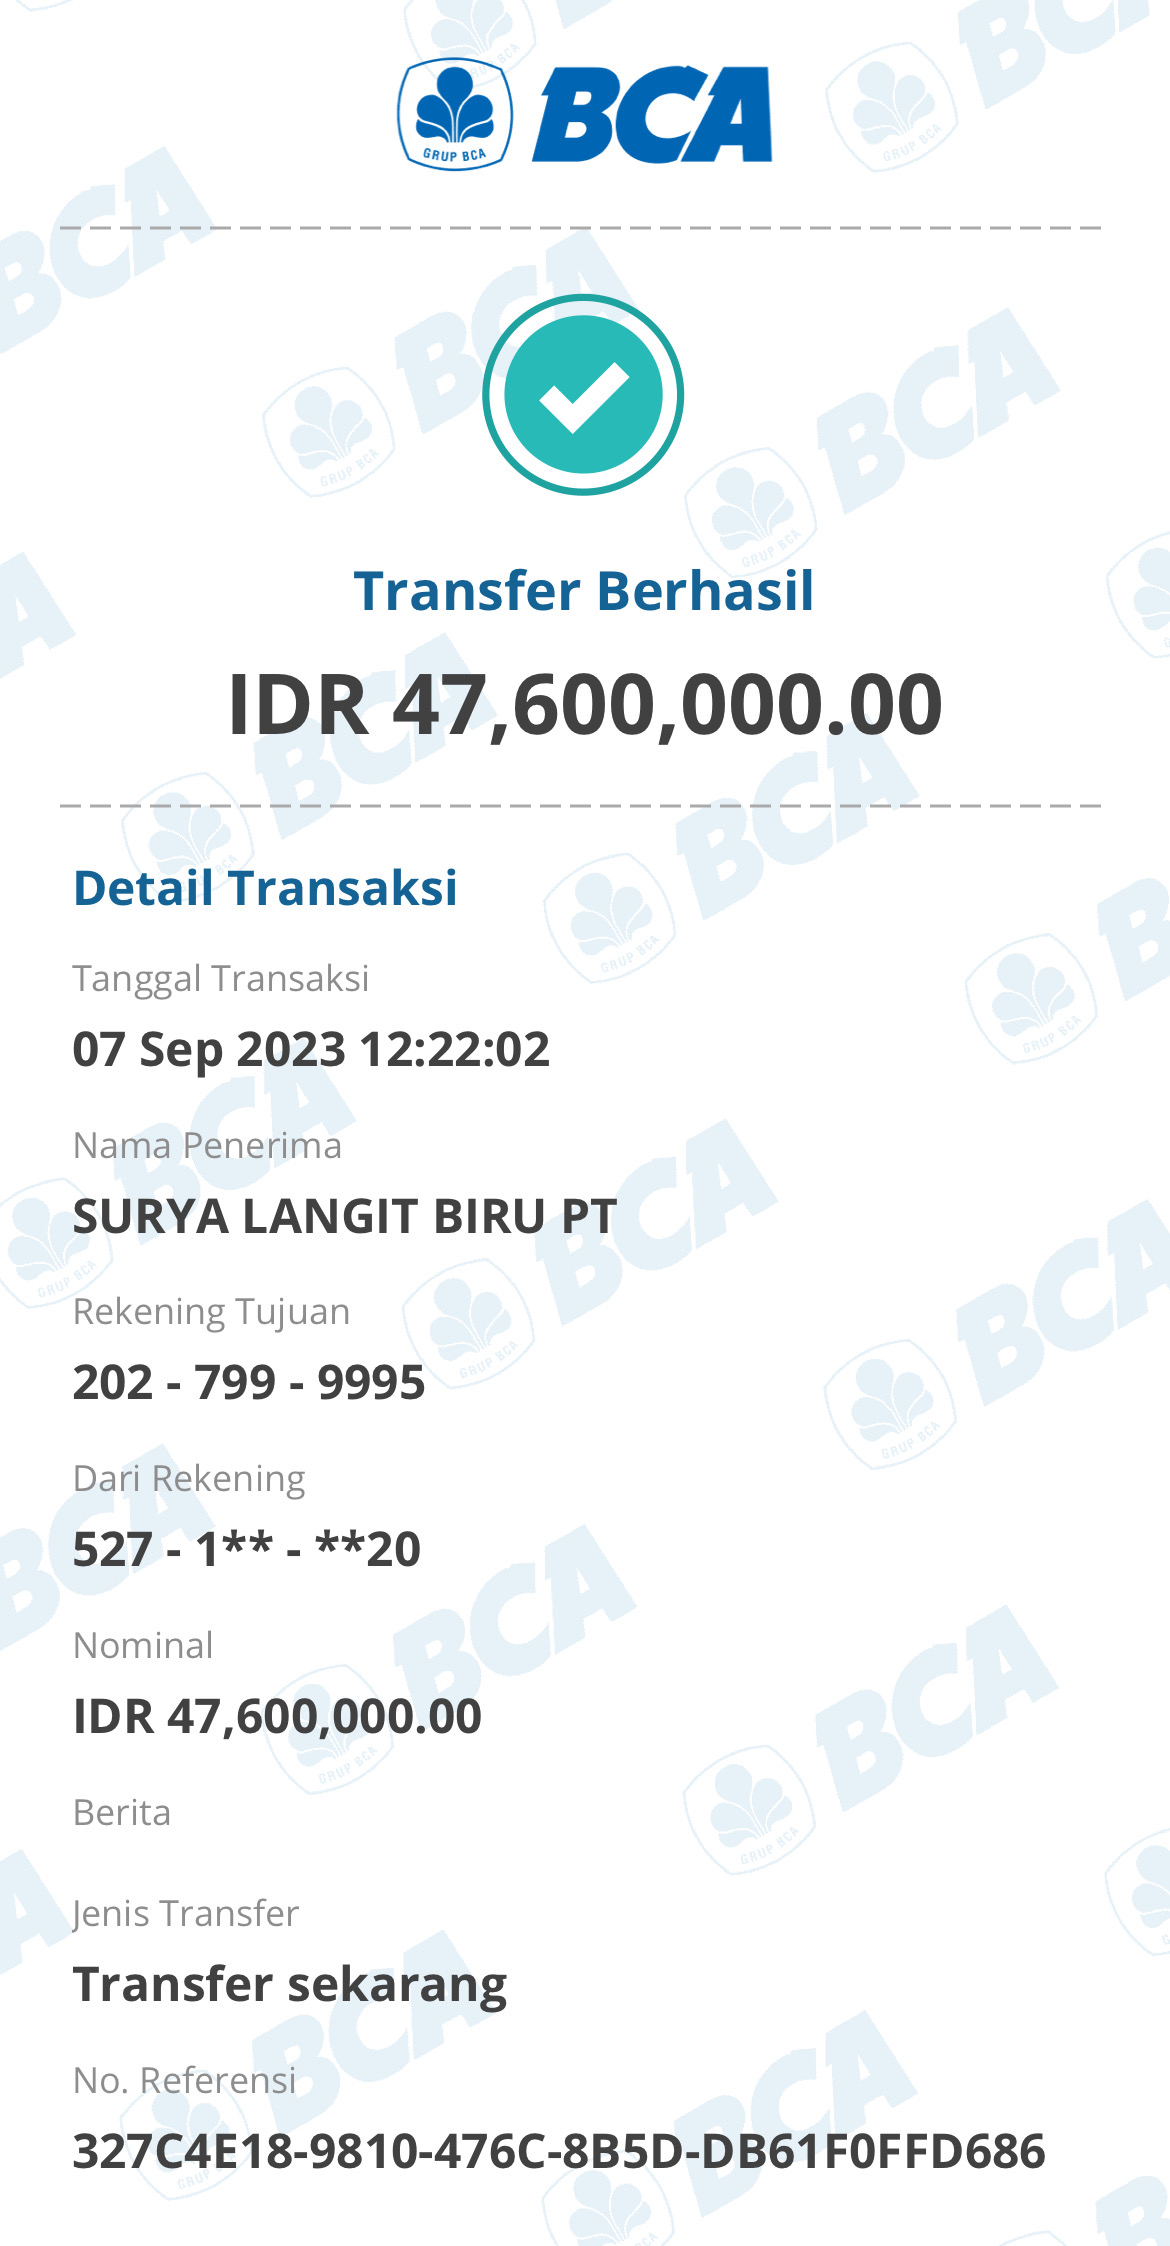 GRUP BCA
BCA
Transfer Berhasil
IDR 47,600,000.00
Detail Transaksi
Tanggal Transaksi
07 Sep 2023 12:22:02
Nama Penerima
SURYA LANGIT BIRU PT
Rekening Tujuan
202 - 799 - 9995
Dari Rekening
527 - 1** - **20
Nominal
IDR 47,600,000.00
Berita
Jenis Transfer
Transfer sekarang
No. Referensi
327C4E18-9810-476C-8B5D-DB61F0FFD686